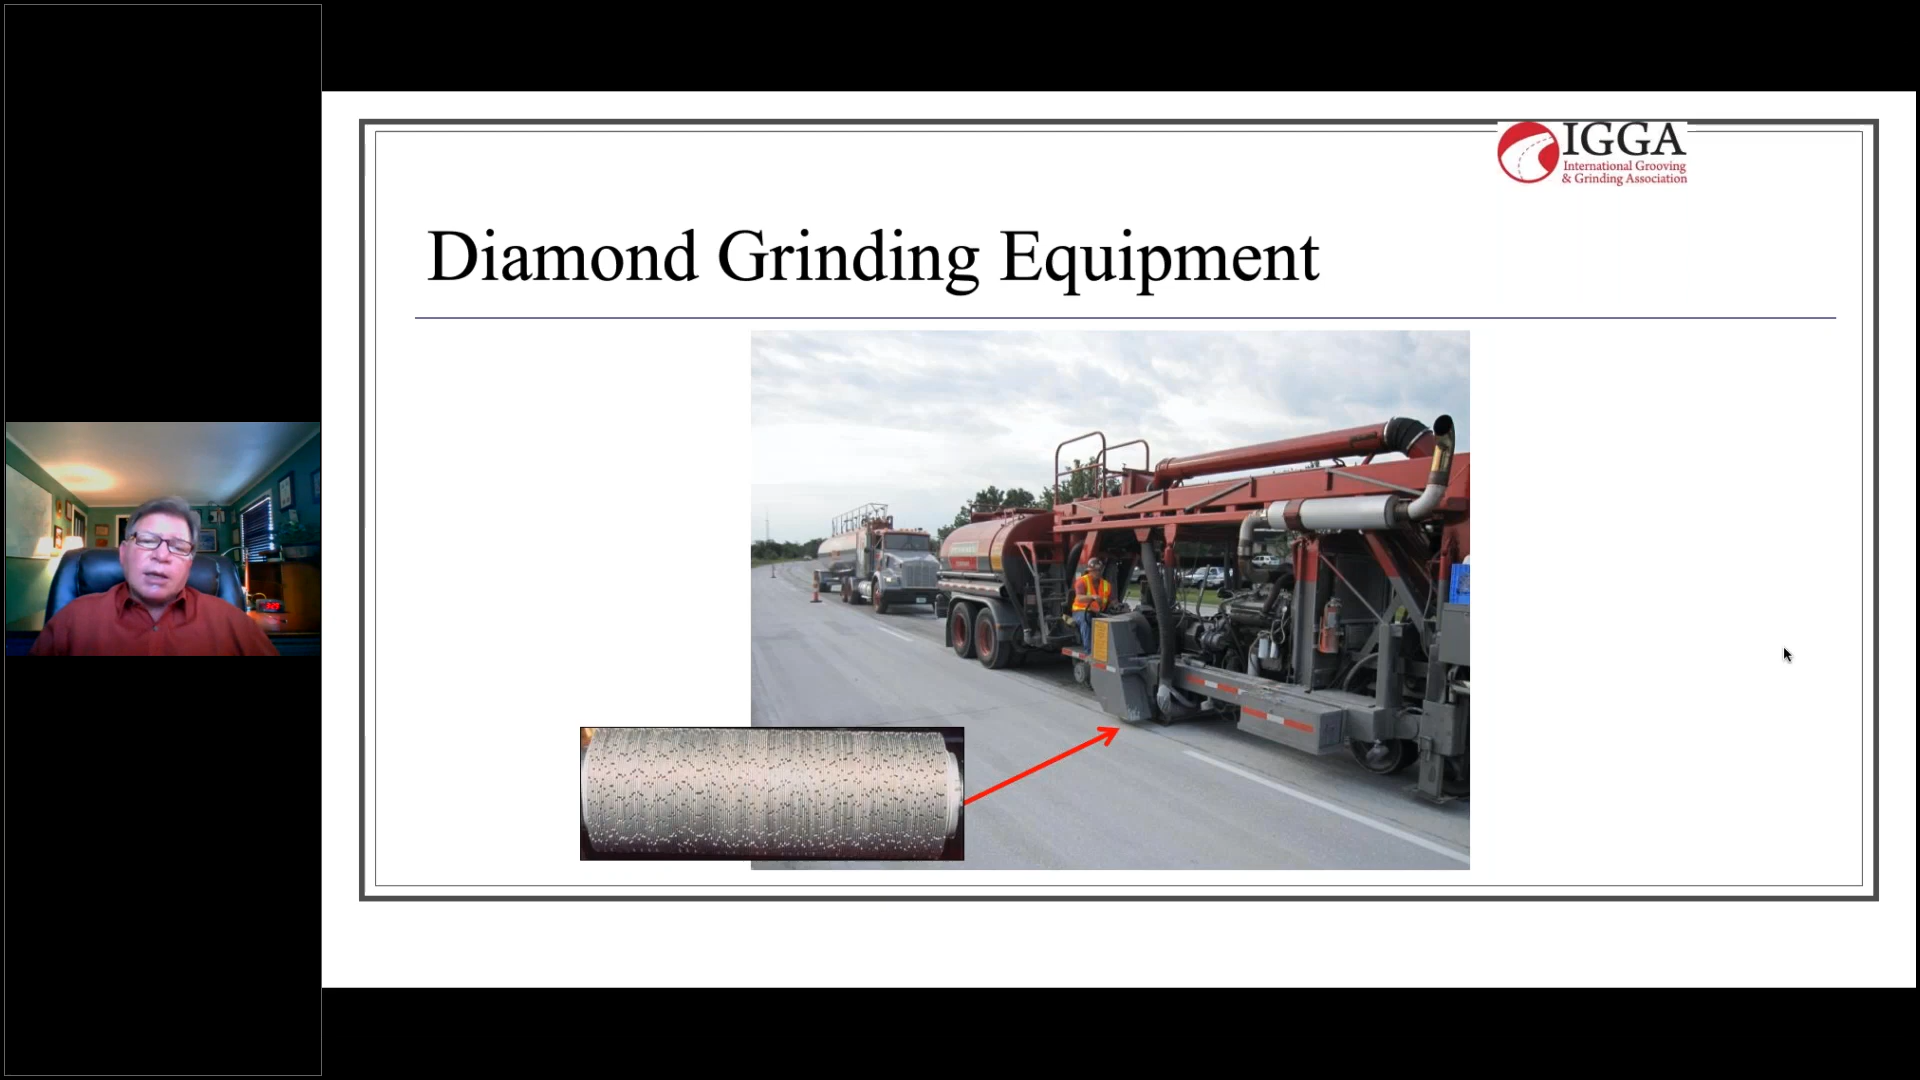 IGGA
International Grooving
& Grinding Association
Diamond Grinding Equipment